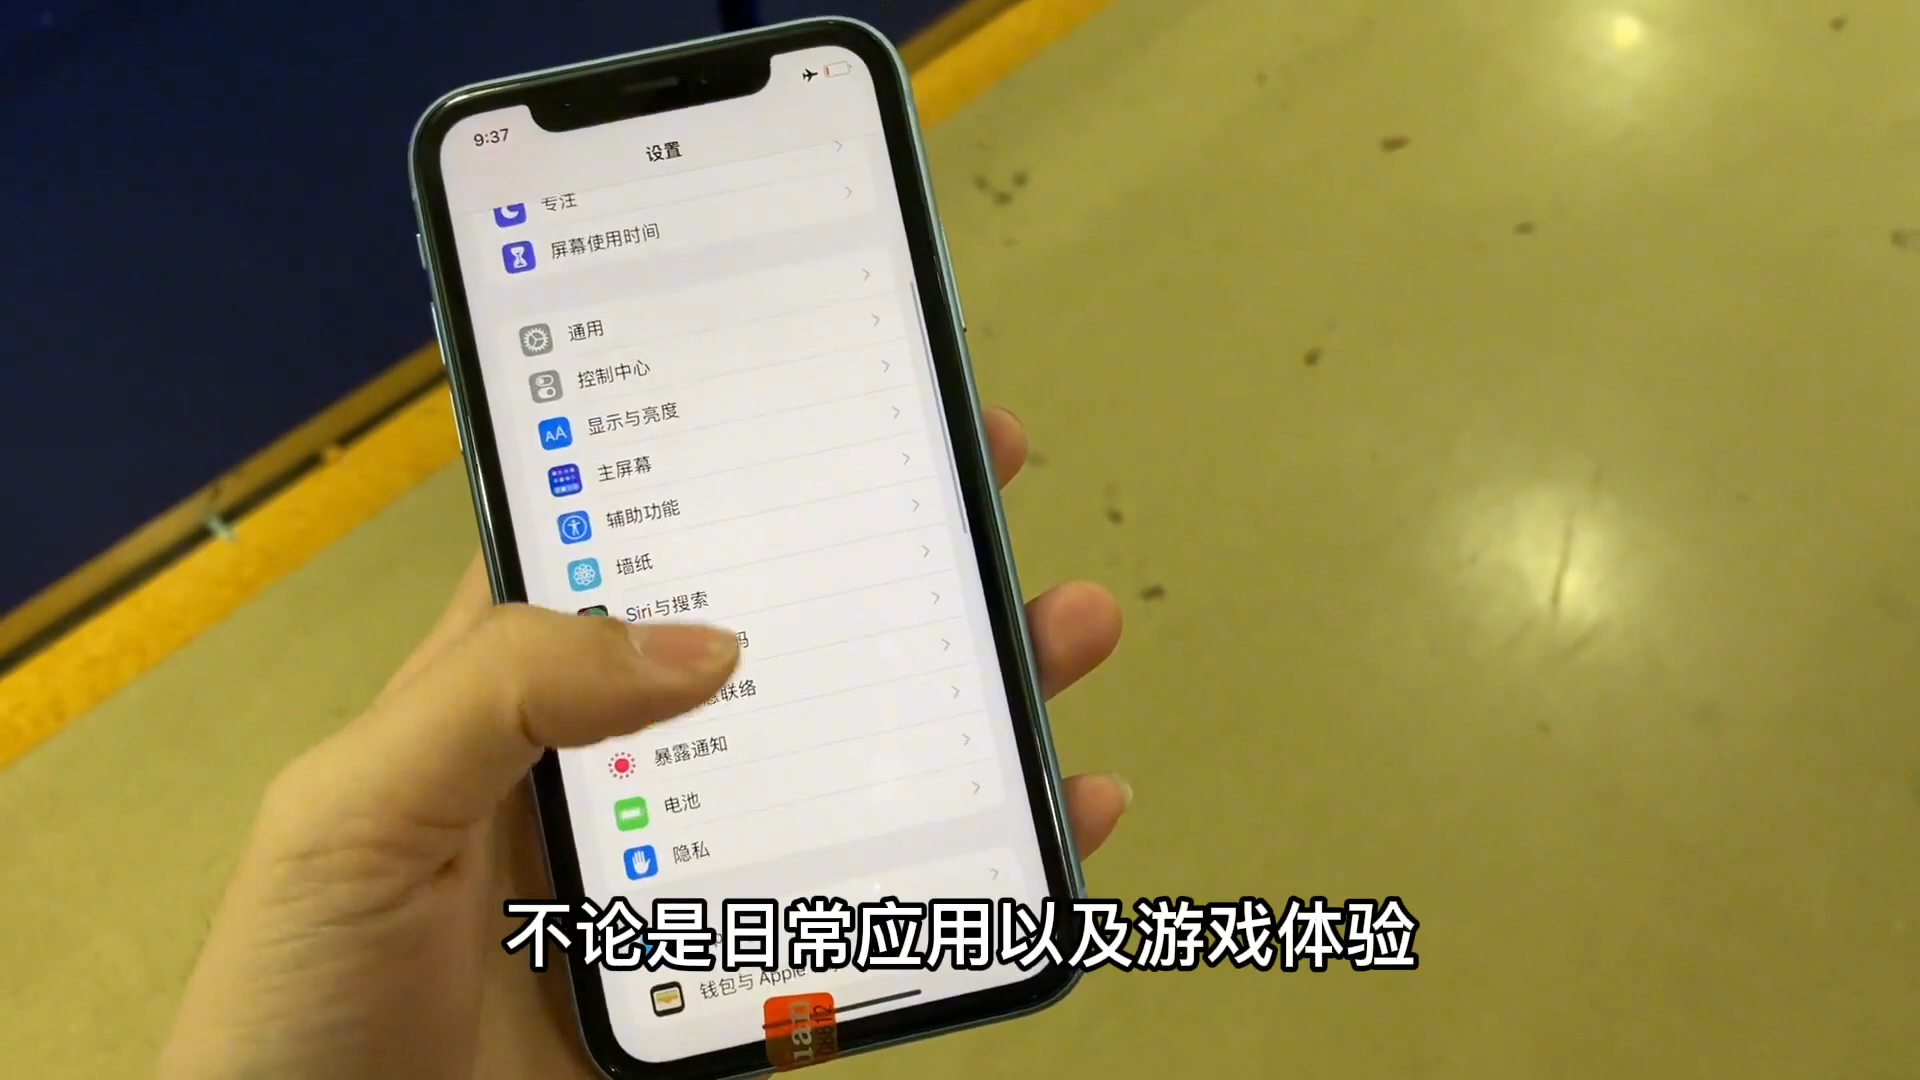 9:37
设置
专注
屏幕使用时间
通用
控制中心
AA 显示与亮度
主屏幕
辅助功能
墙纸
Siri与搜索
码
联络
暴露通知
电池
隐私
不论是日常应用以及游戏体验
钱包与 Apple